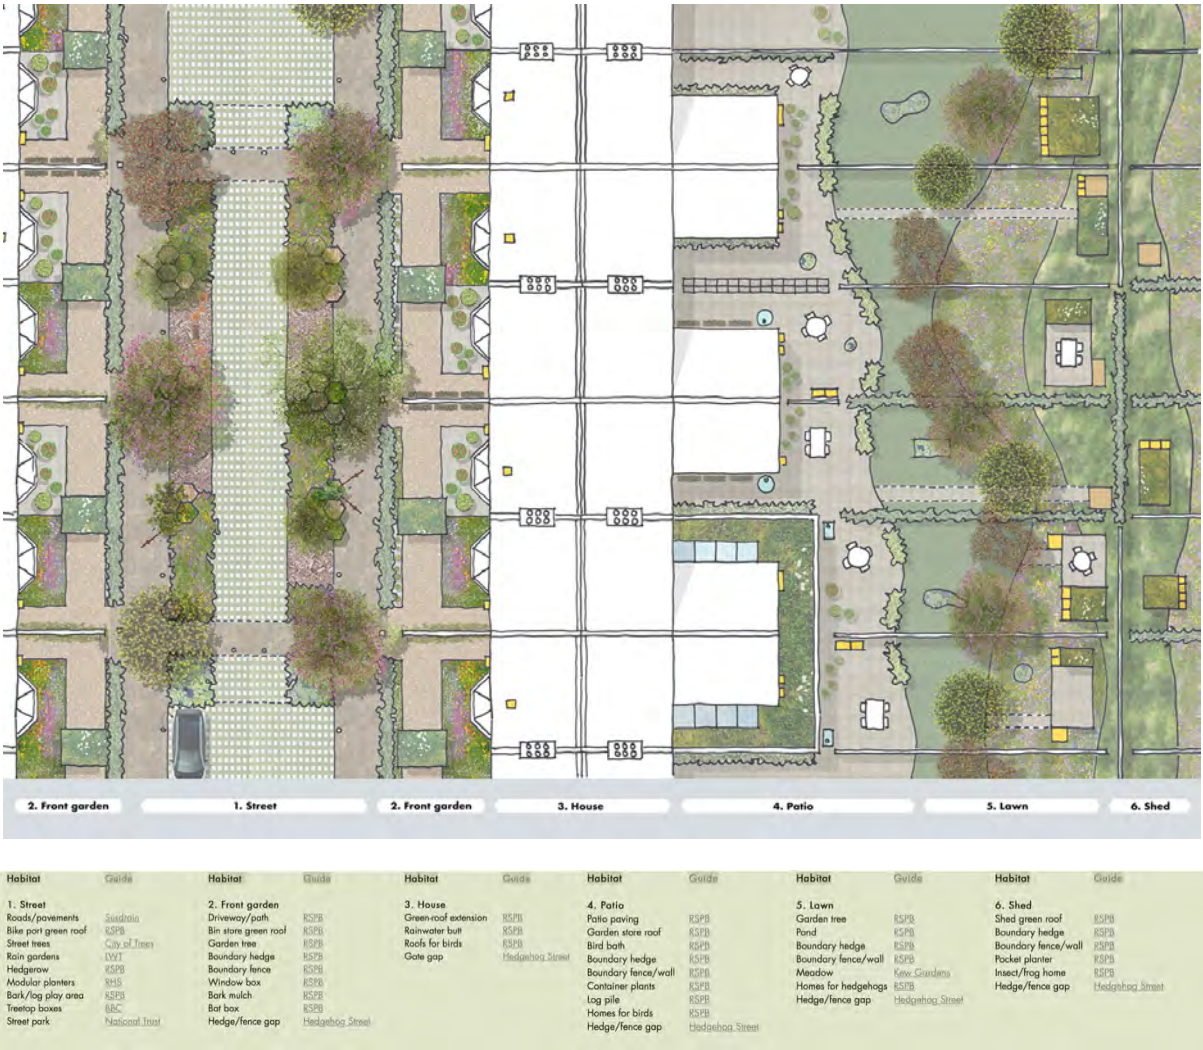 2. Front garden
1. Street
2. Front garden
3. House
4. Patio
5. Lawn
6. Shed
Habitat Guide
1. Street
Roads/pavements Susdrain
Bike port green roof RSPB
Street trees City of Trees
Rain gardens LWT
Hedgerow RSPB
Modular planters RHS
Bark/log play area RSPB
Treetop boxes BBC
Street park National Trust
Habitat Guide
2. Front garden
Driveway/path RSPB
Bin store green roof RSPB
Garden tree RSPB
Boundary hedge RSPB
Boundary fence RSPB
Window box RSPB
Bark mulch RSPB
Bat box RSPB
Hedge/fence gap Hedgehog Street
Habitat Guide
3. House
Green-roof extension RSPB
Rainwater butt RSPB
Roofs for birds RSPB
Gate gap Hedgehog Street
Habitat Guide
4. Patio
Patio paving RSPB
Garden store roof RSPB
Bird bath RSPB
Boundary hedge RSPB
Boundary fence/wall RSPB
Container plants RSPB
Log pile RSPB
Homes for birds RSPB
Hedge/fence gap Hedgehog Street
Habitat Guide
5. Lawn
Garden tree RSPB
Pond RSPB
Boundary hedge RSPB
Boundary fence/wall RSPB
Meadow Kew Gardens
Homes for hedgehogs RSPB
Hedge/fence gap Hedgehog Street
Habitat Guide
6. Shed
Shed green roof RSPB
Boundary hedge RSPB
Boundary fence/wall RSPB
Pocket planter RSPB
Insect/frog home RSPB
Hedge/fence gap Hedgehog Street